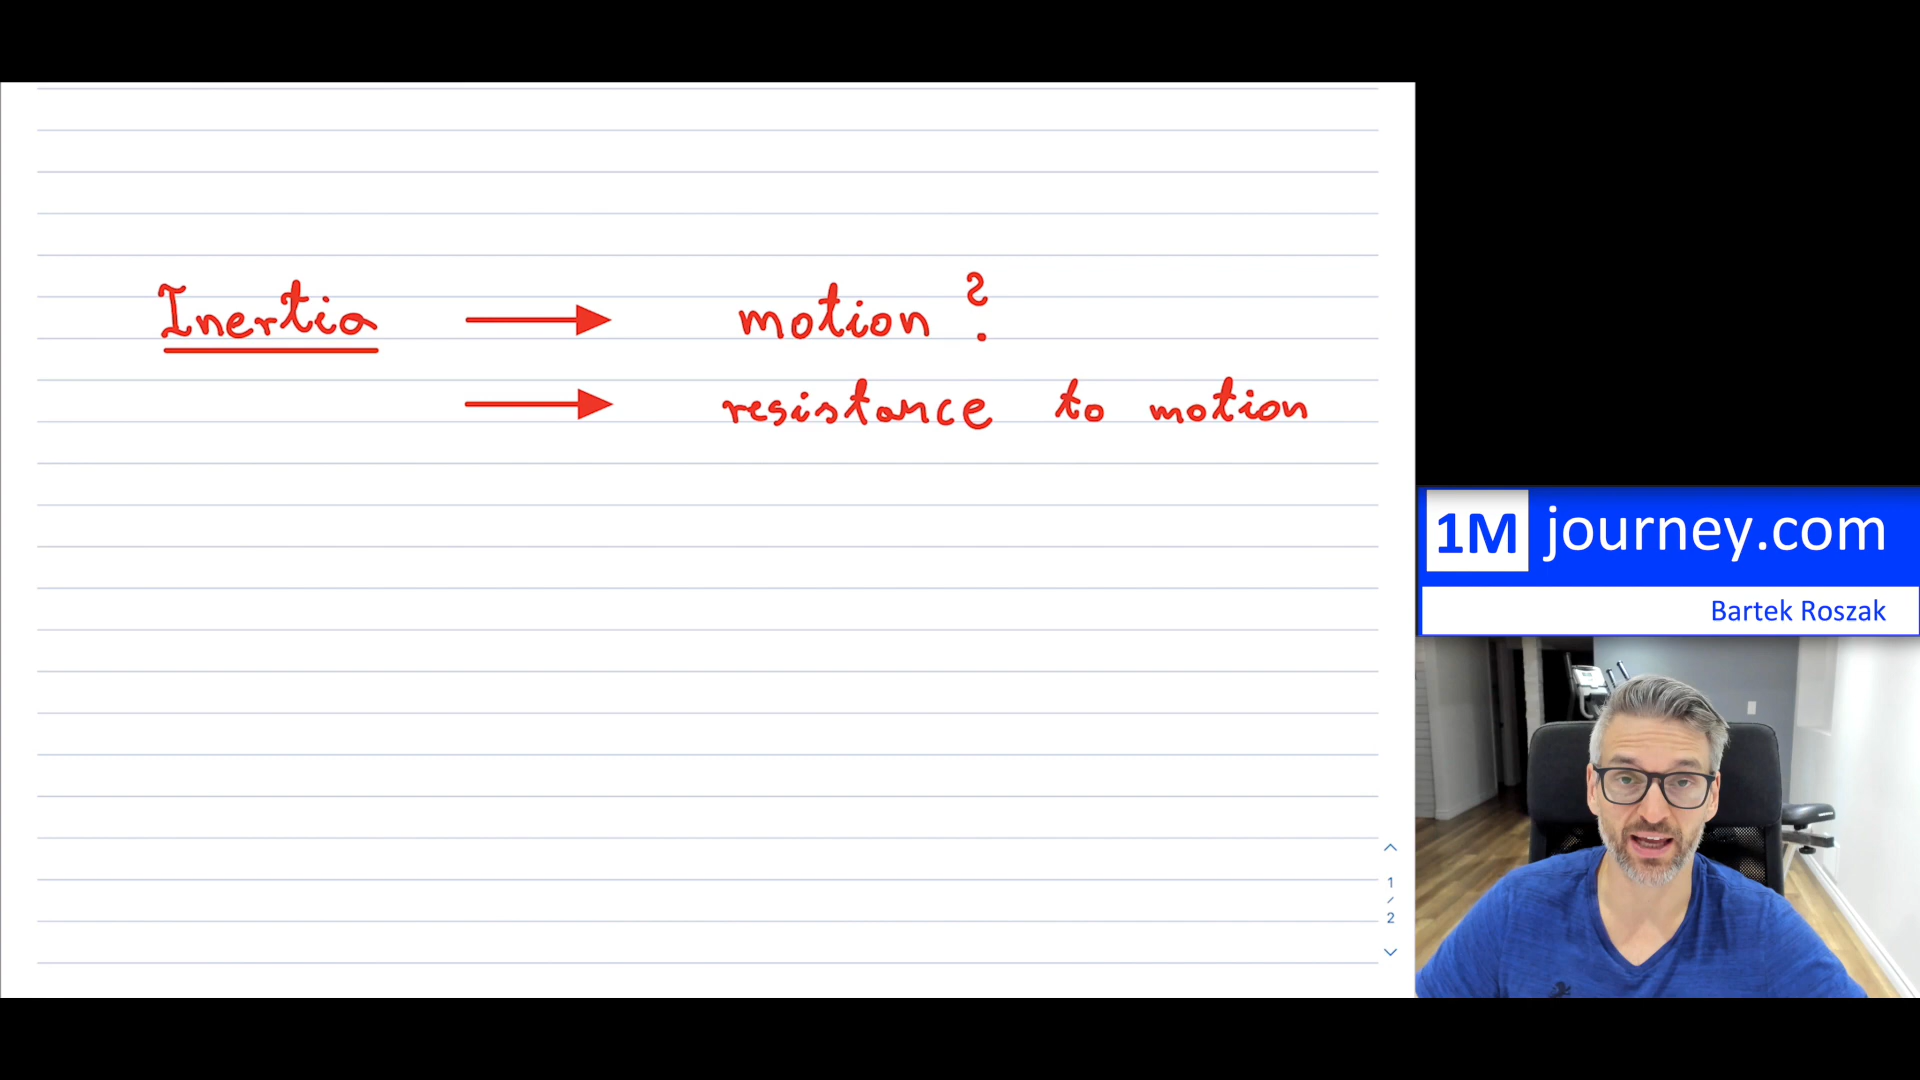 Inertia → motion ?
→ resistance to motion
1M journey.com
Bartek Roszak
1
/
2